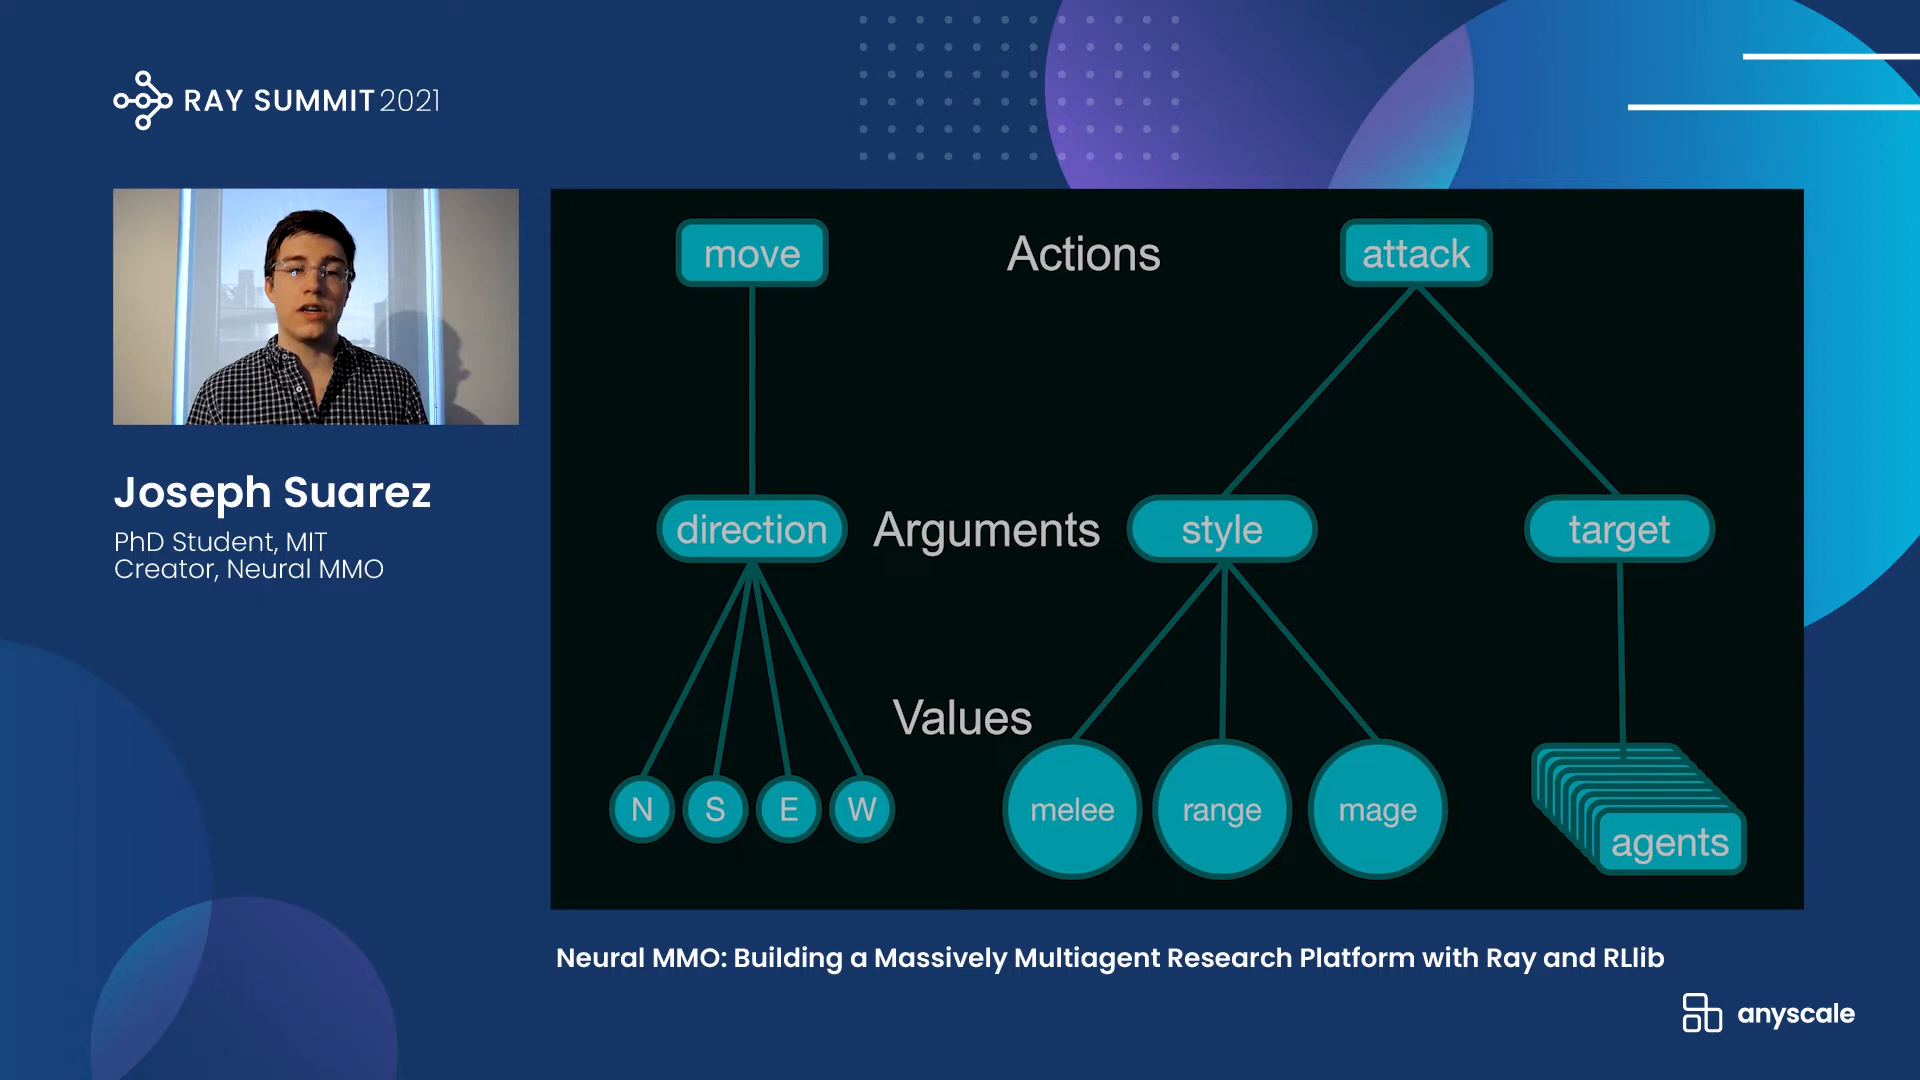 RAY SUMMIT 2021
move
Actions
attack
direction
Arguments
style
target
Values
N
S
E
W
melee
range
mage
agents
Joseph Suarez
PhD Student, MIT
Creator, Neural MMO
Neural MMO: Building a Massively Multiagent Research Platform with Ray and RLlib
anyscale